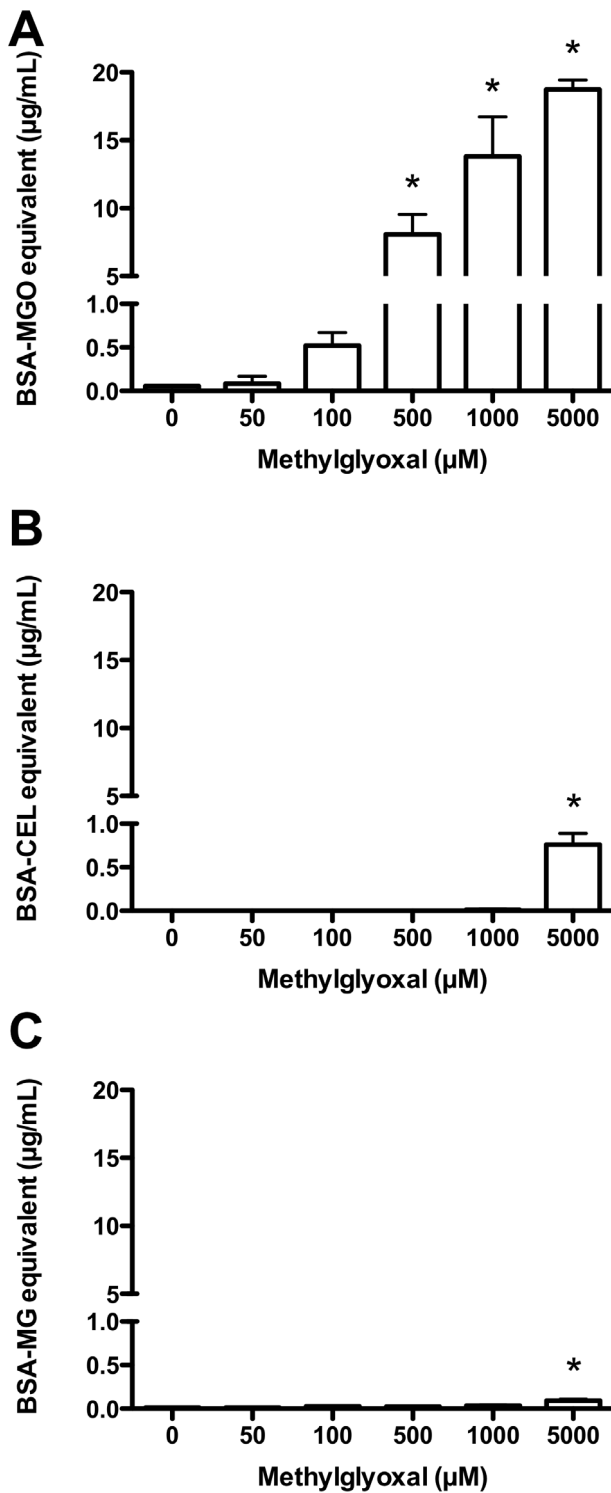 A
BSA-MGO equivalent (µg/mL)
20
15
10
5
1.0
0.5
0.0
*
*
*
0 50 100 500 1000 5000
Methylglyoxal (µM)
B
BSA-CEL equivalent (µg/mL)
20
15
10
5
1.0
0.5
0.0
*
0 50 100 500 1000 5000
Methylglyoxal (µM)
C
BSA-MG equivalent (µg/mL)
20
15
10
5
1.0
0.5
0.0
*
0 50 100 500 1000 5000
Methylglyoxal (µM)